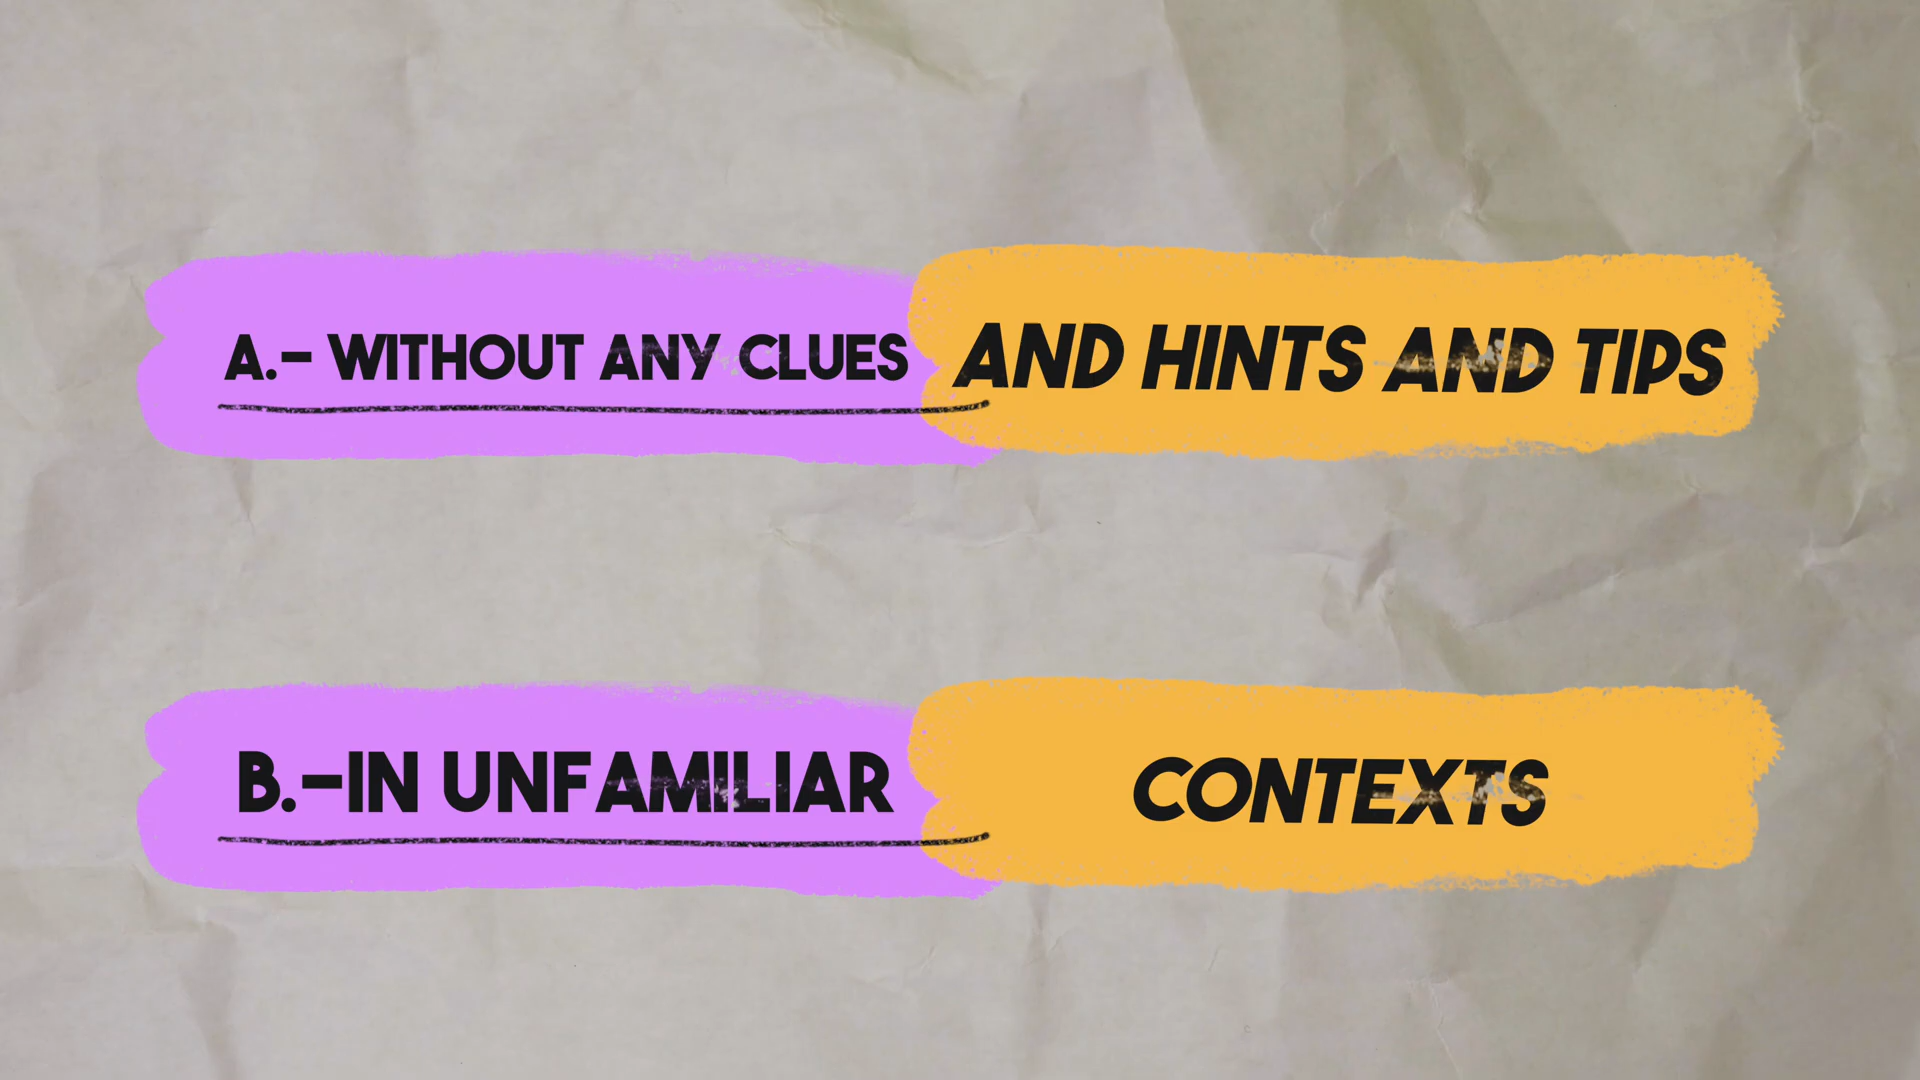 A.– WITHOUT ANY CLUES AND HINTS AND TIPS
B.–IN UNFAMILIAR CONTEXTS